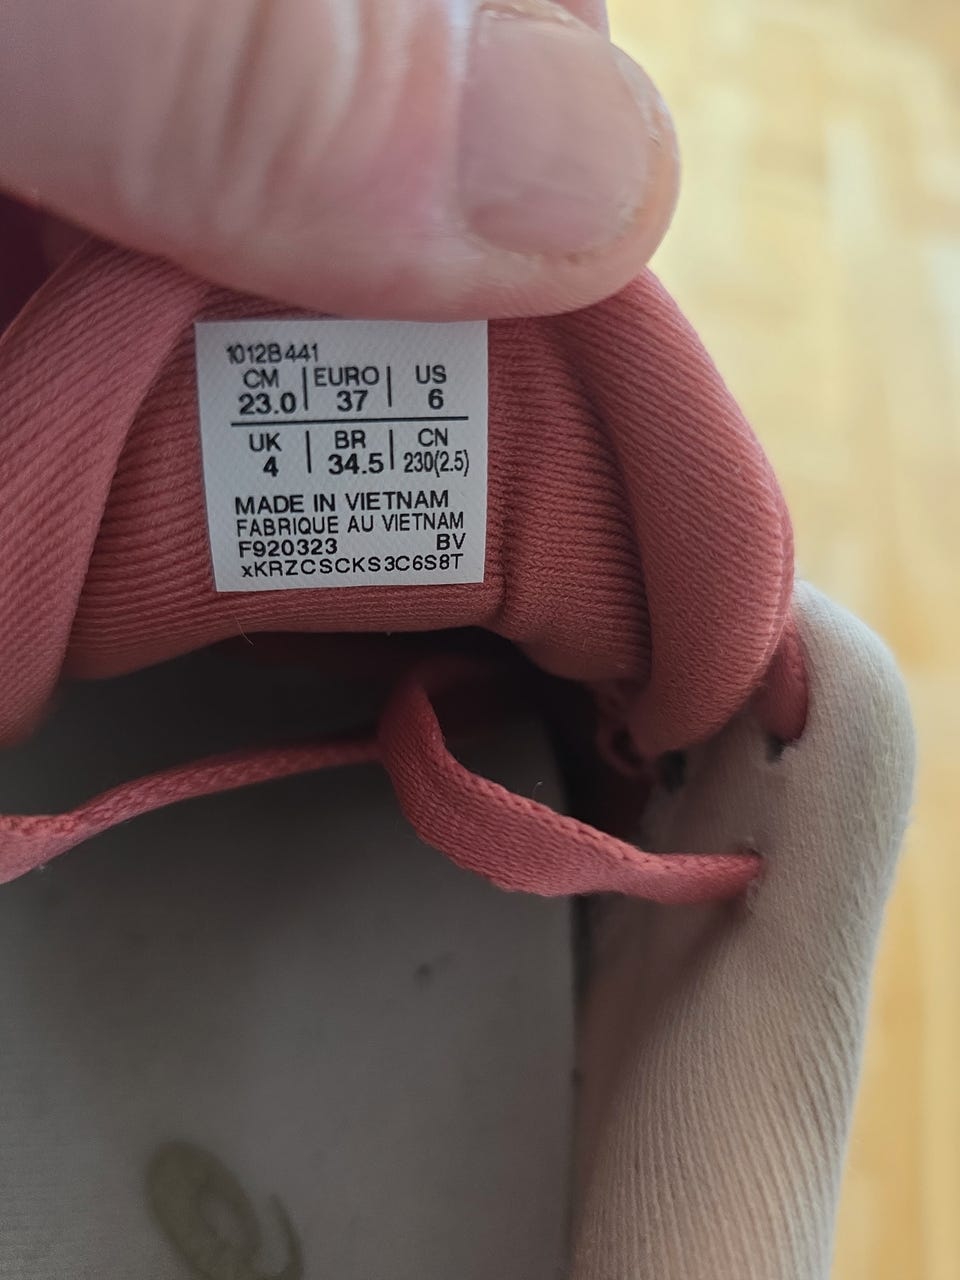 1012B441
CM | EURO | US
23.0 | 37 | 6
UK | BR | CN
4 | 34.5 | 230(2.5)
MADE IN VIETNAM
FABRIQUE AU VIETNAM
F920323 BV
xKRZCSCKS3C6S8T